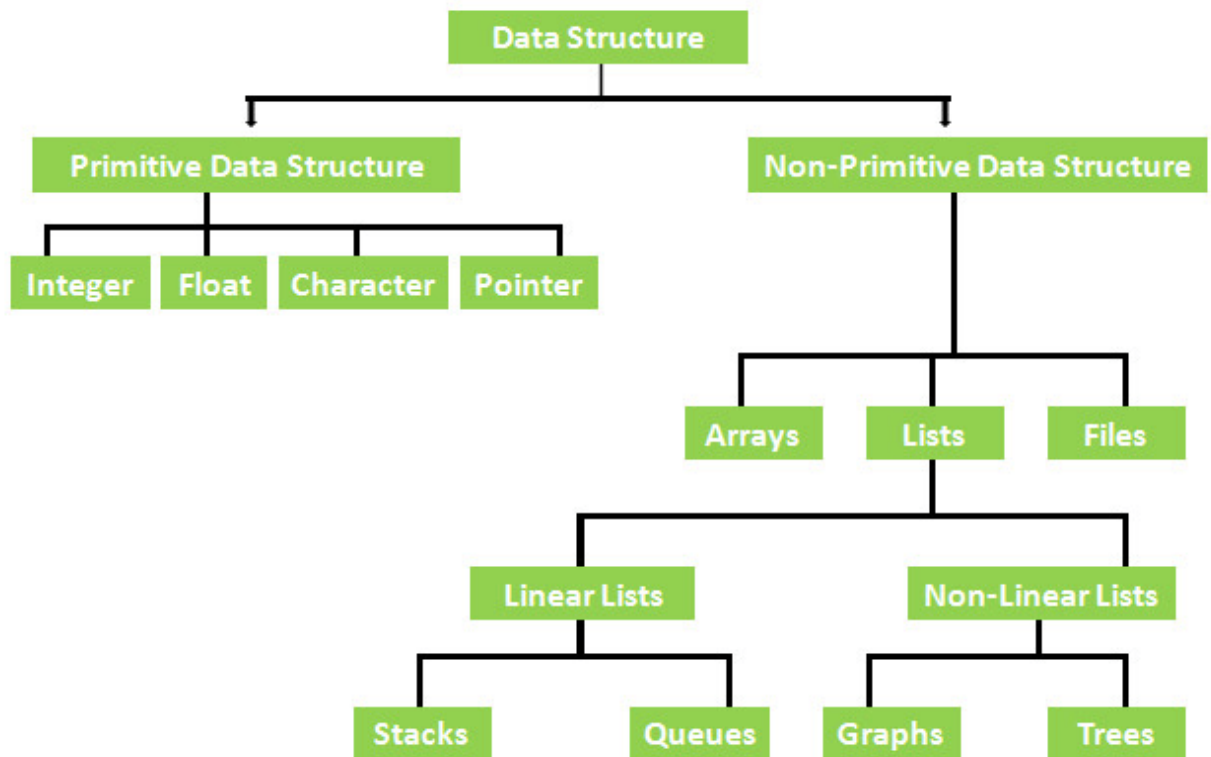 Data Structure
Primitive Data Structure
Non-Primitive Data Structure
Integer
Float
Character
Pointer
Arrays
Lists
Files
Linear Lists
Non-Linear Lists
Stacks
Queues
Graphs
Trees